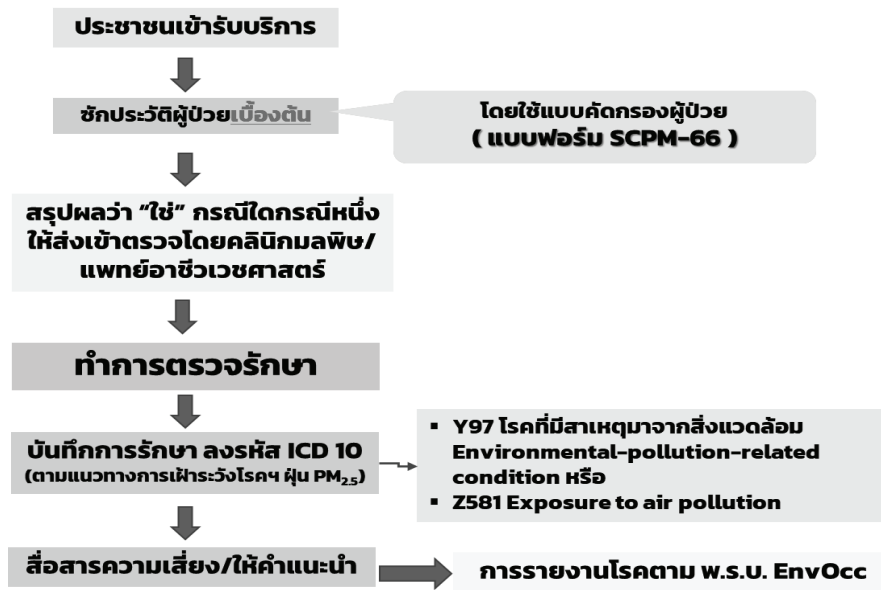 ประชาชนเข้ารับบริการ
ซักประวัติผู้ป่วยเบื้องต้น
โดยใช้แบบคัดกรองผู้ป่วย
( แบบฟอร์ม SCPM-66 )
สรุปผลว่า “ใช่” กรณีใดกรณีหนึ่ง
ให้ส่งเข้าตรวจโดยคลินิกมลพิษ/
แพทย์อาชีวเวชศาสตร์
ทำการตรวจรักษา
บันทึกการรักษา ลงรหัส ICD 10
(ตามแนวทางการเฝ้าระวังโรคฯ ฝุ่น PM2.5)
▪ Y97 โรคที่มีสาเหตุมาจากสิ่งแวดล้อม
Environmental-pollution-related
condition หรือ
▪ Z581 Exposure to air pollution
สื่อสารความเสี่ยง/ให้คำแนะนำ
การรายงานโรคตาม พ.ร.บ. EnvOcc